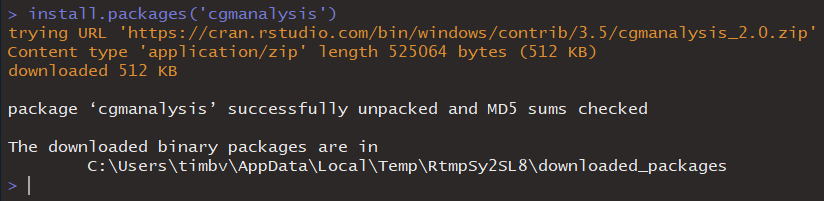 > install.packages('cgmanalysis')
trying URL 'https://cran.rstudio.com/bin/windows/contrib/3.5/cgmanalysis_2.0.zip'
Content type 'application/zip' length 525064 bytes (512 KB)
downloaded 512 KB
package ‘cgmanalysis’ successfully unpacked and MD5 sums checked
The downloaded binary packages are in
C:\Users\timbv\AppData\Local\Temp\RtmpSy2SL8\downloaded_packages
>